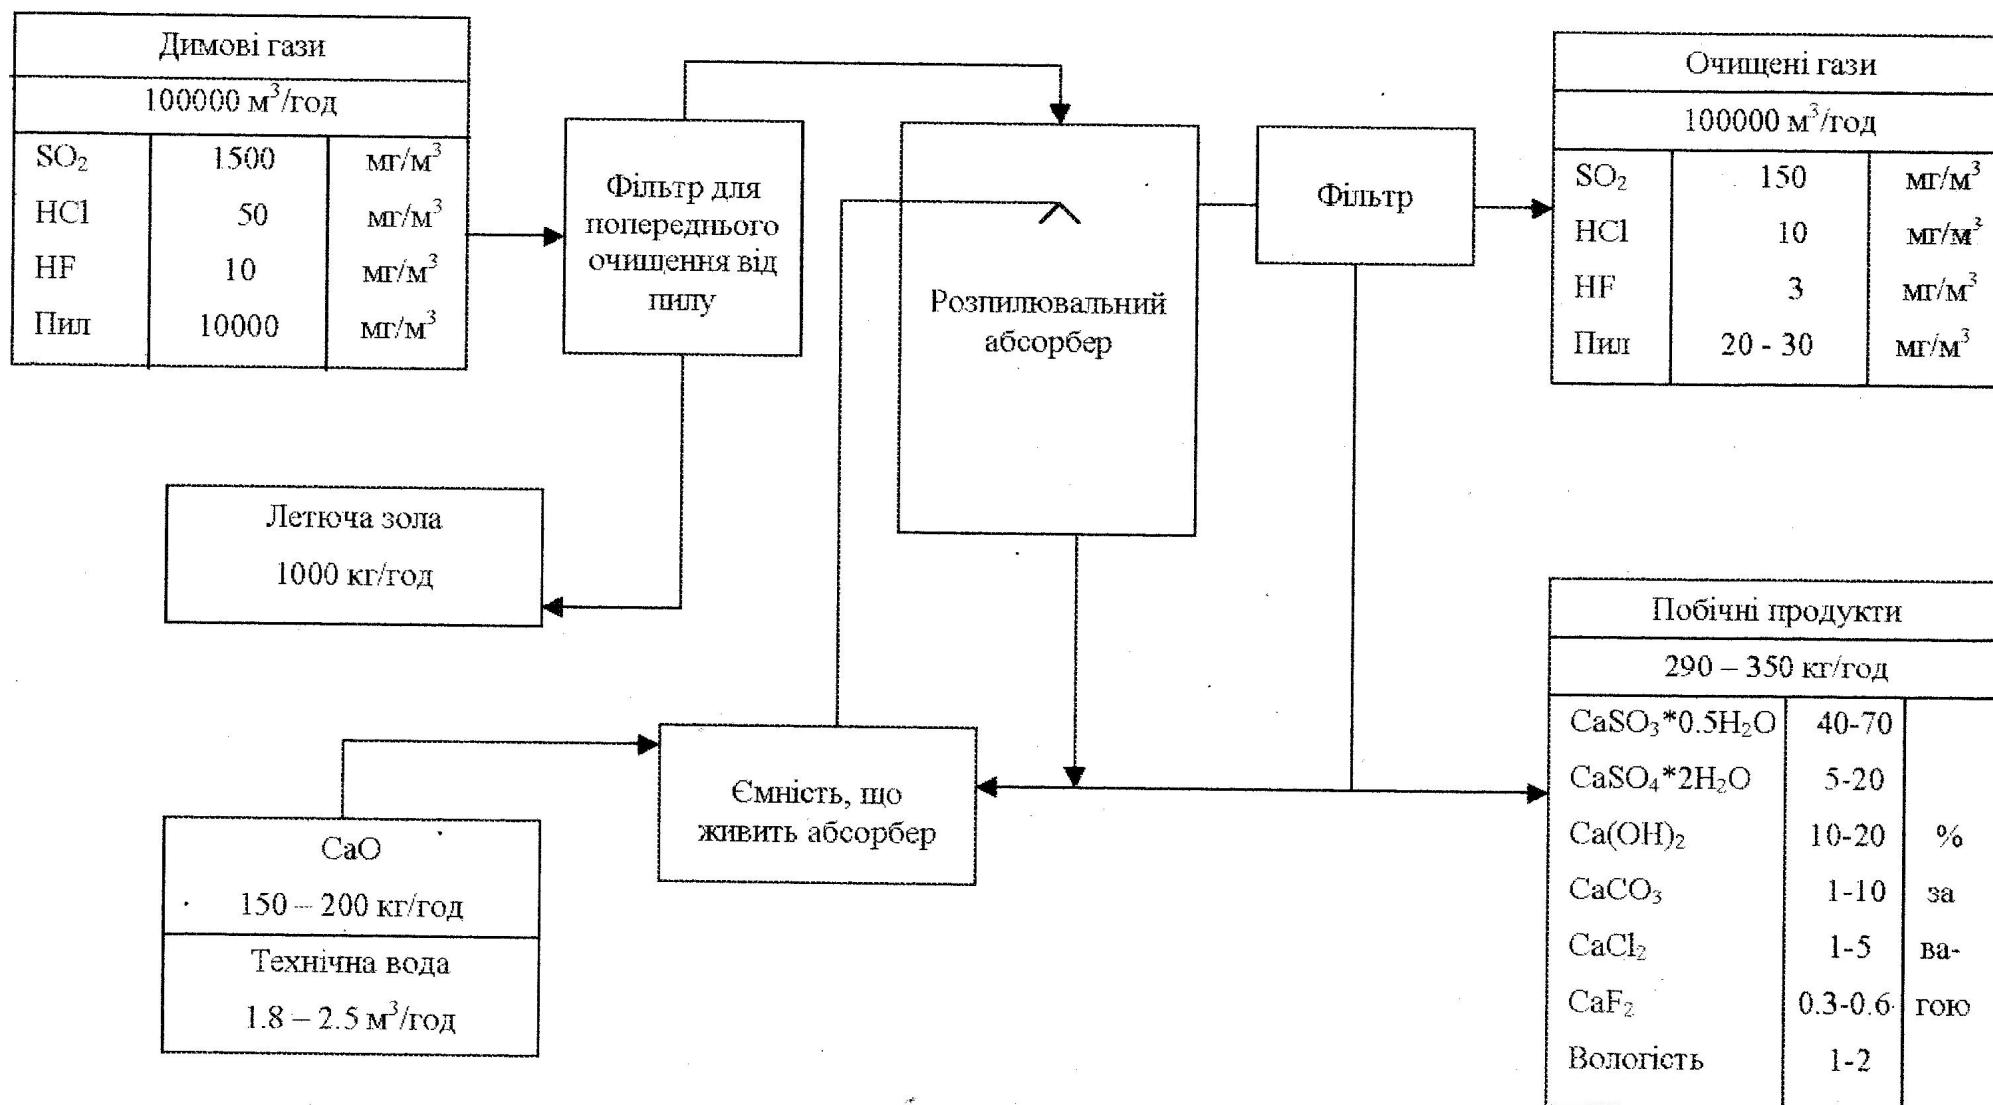 Димові гази
100000 м³/год
SO₂ 1500 мг/м³
HCl 50 мг/м³
HF 10 мг/м³
Пил 10000 мг/м³
Фільтр для
попереднього
очищення від
пилу
Розпилювальний
абсорбер
Фільтр
Очищені гази
100000 м³/год
SO₂ 150 мг/м³
HCl 10 мг/м³
HF 3 мг/м³
Пил 20 - 30 мг/м³
Летюча зола
1000 кг/год
CaO
150 – 200 кг/год
Технічна вода
1.8 – 2.5 м³/год
Ємність, що
живить абсорбер
Побічні продукти
290 – 350 кг/год
CaSO₃*0.5H₂O 40-70
CaSO₄*2H₂O 5-20
Ca(OH)₂ 10-20 %
CaCO₃ 1-10 за
CaCl₂ 1-5 ва-
CaF₂ 0.3-0.6 гою
Вологість 1-2